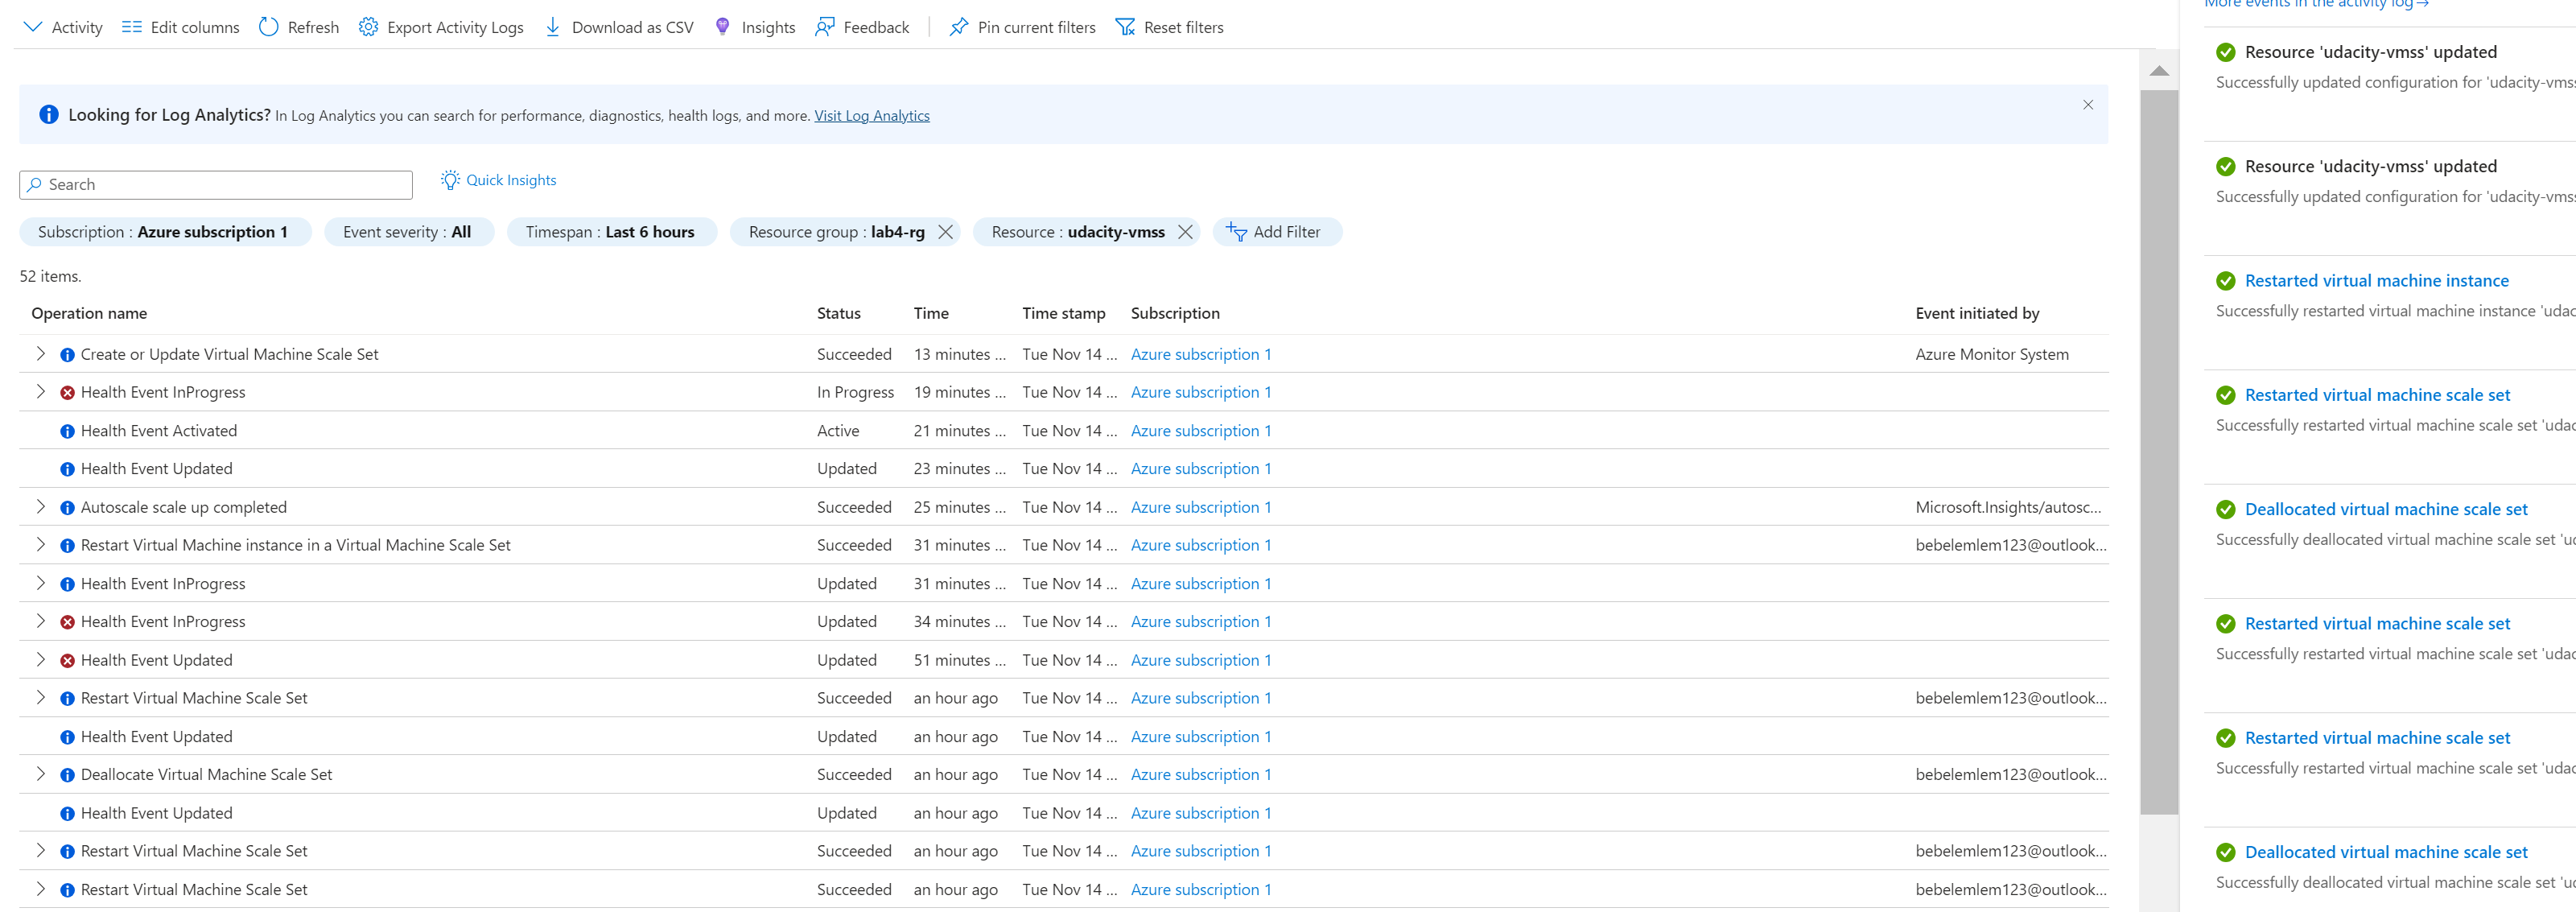 Activity Edit columns Refresh Export Activity Logs Download as CSV Insights Feedback Pin current filters Reset filters
Looking for Log Analytics? In Log Analytics you can search for performance, diagnostics, health logs, and more. Visit Log Analytics
Search Quick Insights
Subscription : Azure subscription 1 Event severity : All Timespan : Last 6 hours Resource group : lab4-rg Resource : udacity-vmss Add Filter
52 items.
Operation name Status Time Time stamp Subscription Event initiated by
Create or Update Virtual Machine Scale Set Succeeded 13 minutes ... Tue Nov 14 ... Azure subscription 1 Azure Monitor System
Health Event InProgress In Progress 19 minutes ... Tue Nov 14 ... Azure subscription 1
Health Event Activated Active 21 minutes ... Tue Nov 14 ... Azure subscription 1
Health Event Updated Updated 23 minutes ... Tue Nov 14 ... Azure subscription 1
Autoscale scale up completed Succeeded 25 minutes ... Tue Nov 14 ... Azure subscription 1 Microsoft.Insights/autosc...
Restart Virtual Machine instance in a Virtual Machine Scale Set Succeeded 31 minutes ... Tue Nov 14 ... Azure subscription 1 bebelemlem123@outlook...
Health Event InProgress Updated 31 minutes ... Tue Nov 14 ... Azure subscription 1
Health Event InProgress Updated 34 minutes ... Tue Nov 14 ... Azure subscription 1
Health Event Updated Updated 51 minutes ... Tue Nov 14 ... Azure subscription 1
Restart Virtual Machine Scale Set Succeeded an hour ago Tue Nov 14 ... Azure subscription 1 bebelemlem123@outlook...
Health Event Updated Updated an hour ago Tue Nov 14 ... Azure subscription 1
Deallocate Virtual Machine Scale Set Succeeded an hour ago Tue Nov 14 ... Azure subscription 1 bebelemlem123@outlook...
Health Event Updated Updated an hour ago Tue Nov 14 ... Azure subscription 1
Restart Virtual Machine Scale Set Succeeded an hour ago Tue Nov 14 ... Azure subscription 1 bebelemlem123@outlook...
Restart Virtual Machine Scale Set Succeeded an hour ago Tue Nov 14 ... Azure subscription 1 bebelemlem123@outlook...
More events in the activity log →
Resource 'udacity-vmss' updated
Successfully updated configuration for 'udacity-vmss
Resource 'udacity-vmss' updated
Successfully updated configuration for 'udacity-vmss
Restarted virtual machine instance
Successfully restarted virtual machine instance 'udac
Restarted virtual machine scale set
Successfully restarted virtual machine scale set 'udac
Deallocated virtual machine scale set
Successfully deallocated virtual machine scale set 'uc
Restarted virtual machine scale set
Successfully restarted virtual machine scale set 'udac
Restarted virtual machine scale set
Successfully restarted virtual machine scale set 'udac
Deallocated virtual machine scale set
Successfully deallocated virtual machine scale set 'uc